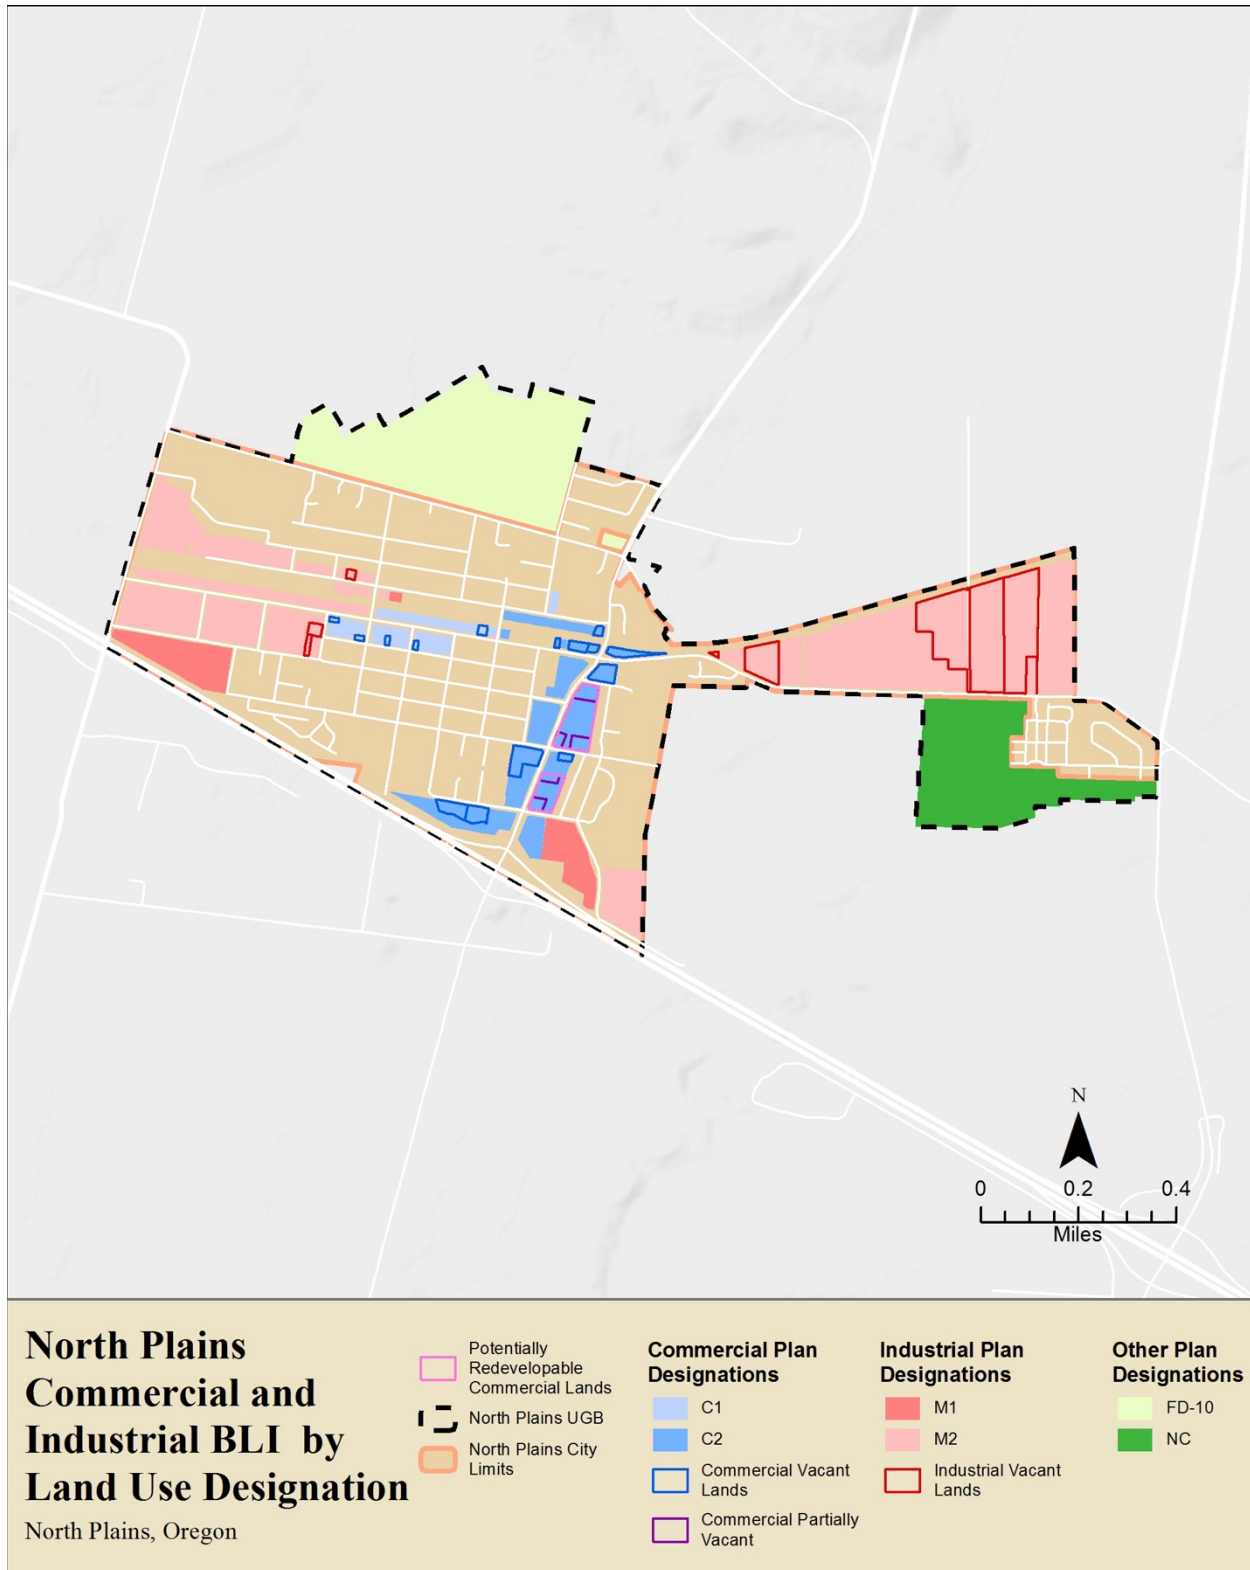 N
0 0.2 0.4
Miles
North Plains
Commercial and
Industrial BLI by
Land Use Designation
North Plains, Oregon
Potentially
Redevelopable
Commercial Lands
North Plains UGB
North Plains City
Limits
Commercial Plan
Designations
C1
C2
Commercial Vacant
Lands
Commercial Partially
Vacant
Industrial Plan
Designations
M1
M2
Industrial Vacant
Lands
Other Plan
Designations
FD-10
NC